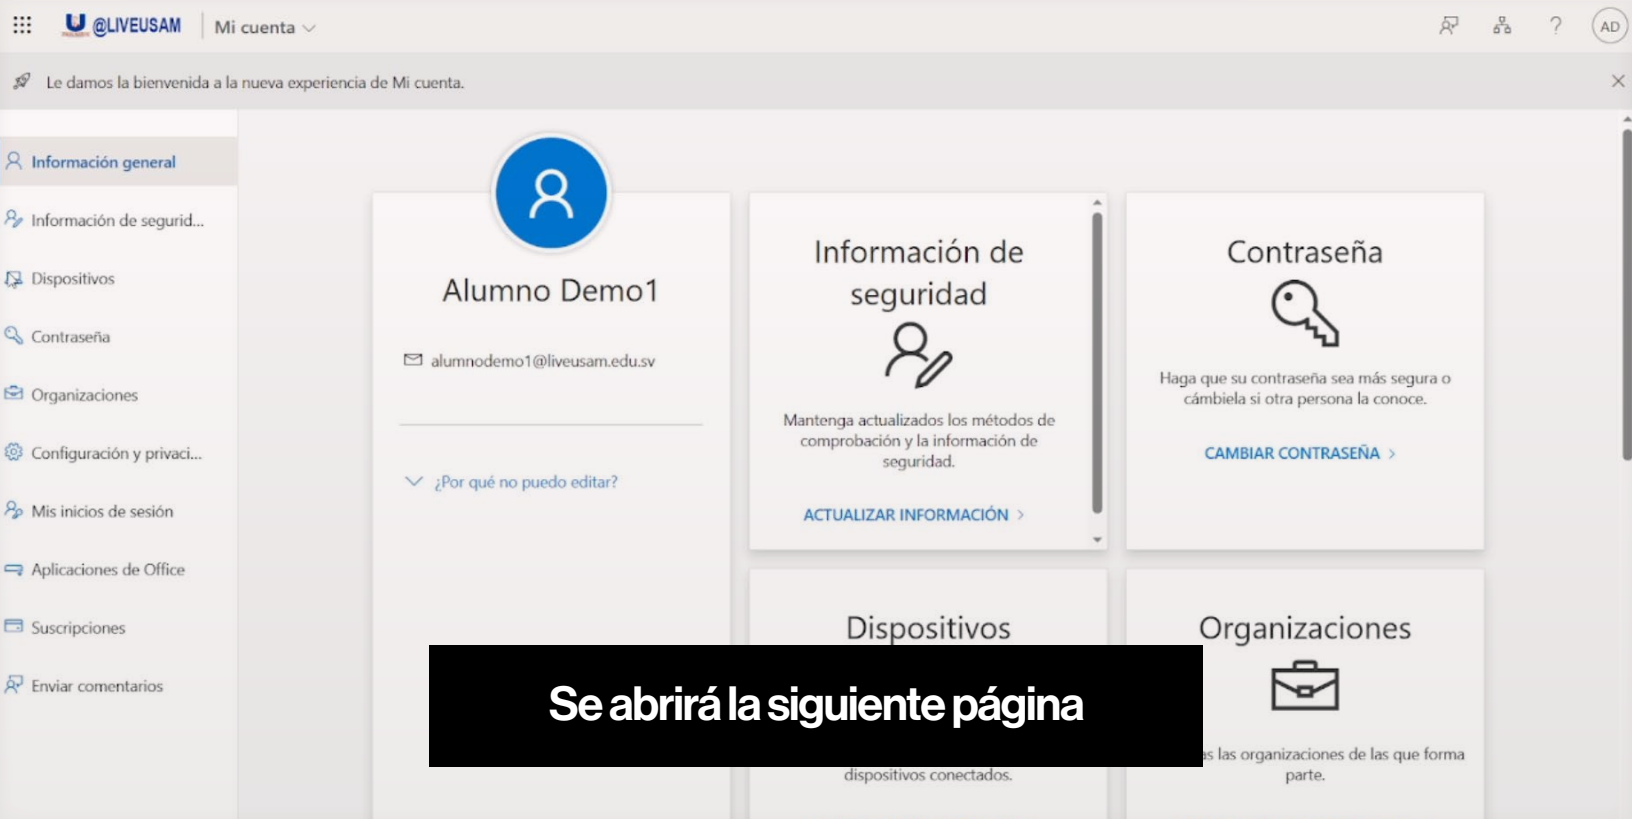 @LIVEUSAM
Mi cuenta
?
AD
Le damos la bienvenida a la nueva experiencia de Mi cuenta.
Información general
Información de segurid...
Dispositivos
Contraseña
Organizaciones
Configuración y privaci...
Mis inicios de sesión
Aplicaciones de Office
Suscripciones
Enviar comentarios
Alumno Demo1
alumnodemo1@liveusam.edu.sv
¿Por qué no puedo editar?
Información de
seguridad
Mantenga actualizados los métodos de
comprobación y la información de
seguridad.
ACTUALIZAR INFORMACIÓN >
Contraseña
Haga que su contraseña sea más segura o
cámbiela si otra persona la conoce.
CAMBIAR CONTRASEÑA >
Dispositivos
dispositivos conectados.
Organizaciones
las organizaciones de las que forma
parte.
Se abrirá la siguiente página